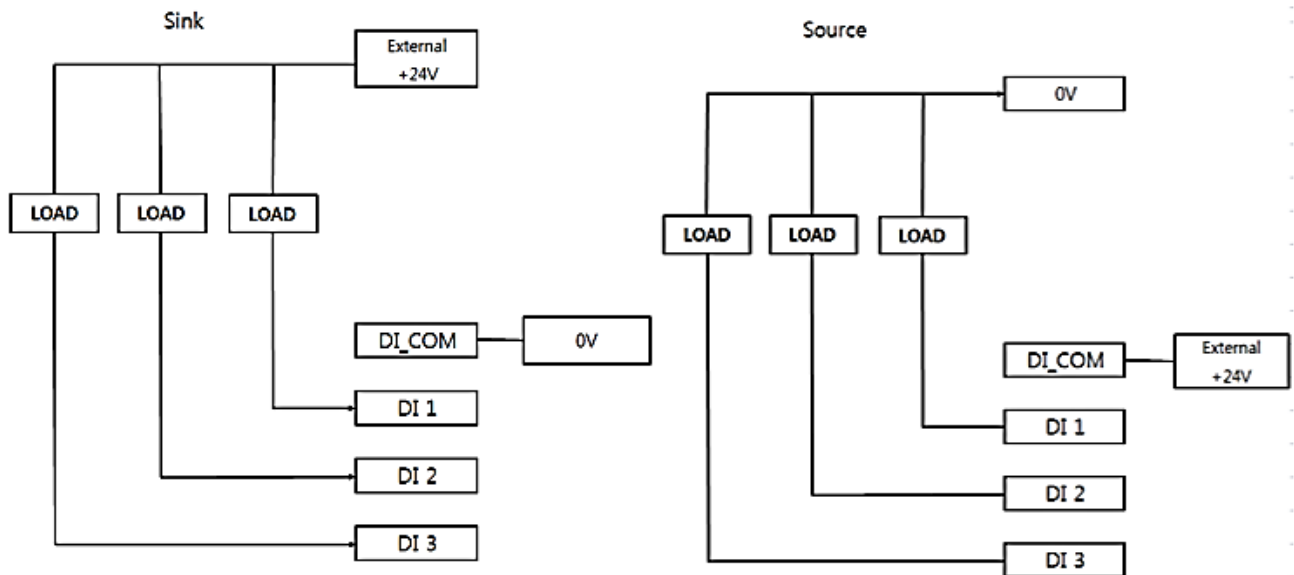 Sink
External
+24V
LOAD
LOAD
LOAD
DI_COM
0V
DI 1
DI 2
DI 3
Source
0V
LOAD
LOAD
LOAD
DI_COM
External
+24V
DI 1
DI 2
DI 3